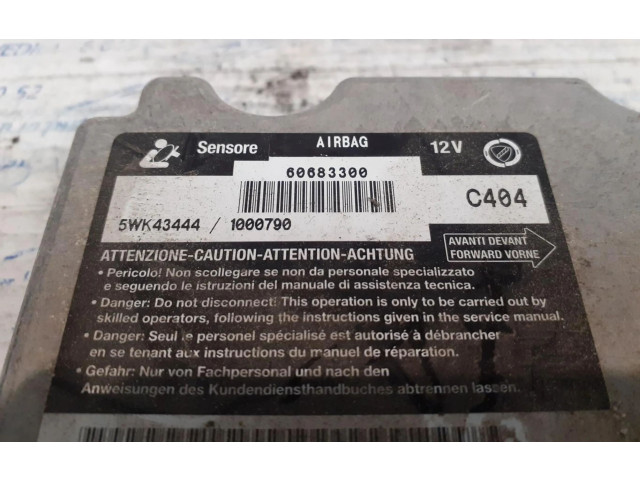 Sensore AIRBAG 12V
60683300
C404
5WK43444 / 1000790
AVANTI DEVANT
FORWARD VORNE
ATTENZIONE-CAUTION-ATTENTION-ACHTUNG
• Pericolo! Non scollegare se non da personale specializzato
e seguendo le istruzioni del manuale di assistenza tecnica.
• Danger: Do not disconnect! This operation is only to be carried out by
skilled operators, following the instructions given in the service manual.
• Danger: Seul le personel spécialisé est autorisé à débrancher
en se tenant aux instructions du manuel de réparation.
• Gefahr: Nur von Fachpersonal und nach den
Anweisungen des Kundendiensthandbuches abtrennen lassen.